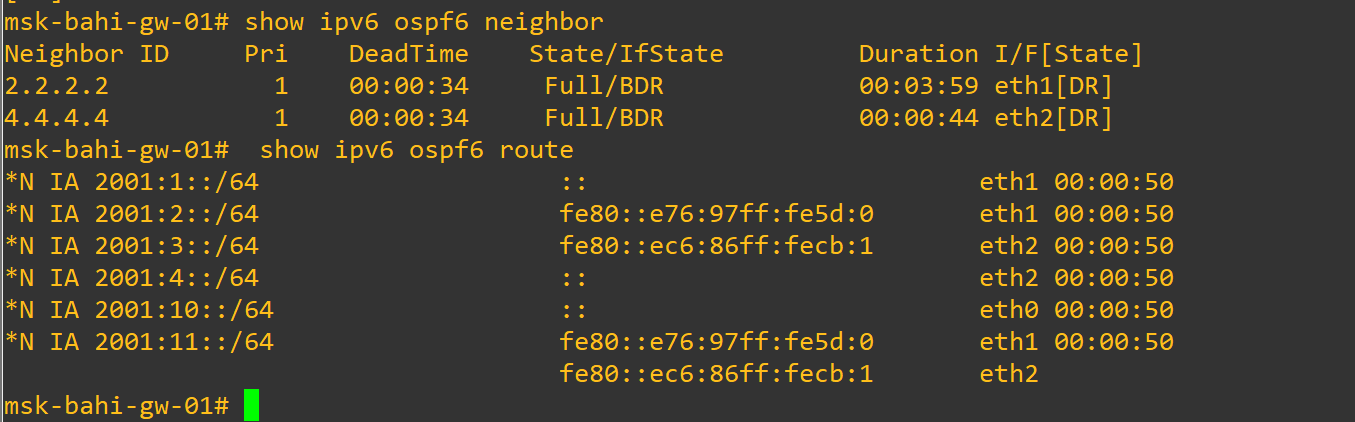 msk-bahi-gw-01# show ipv6 ospf6 neighbor
Neighbor ID     Pri    DeadTime    State/IfState         Duration I/F[State]
2.2.2.2           1    00:00:34     Full/BDR             00:03:59 eth1[DR]
4.4.4.4           1    00:00:34     Full/BDR             00:00:44 eth2[DR]
msk-bahi-gw-01#  show ipv6 ospf6 route
*N IA 2001:1::/64                    ::                          eth1 00:00:50
*N IA 2001:2::/64                    fe80::e76:97ff:fe5d:0       eth1 00:00:50
*N IA 2001:3::/64                    fe80::ec6:86ff:fecb:1       eth2 00:00:50
*N IA 2001:4::/64                    ::                          eth2 00:00:50
*N IA 2001:10::/64                   ::                          eth0 00:00:50
*N IA 2001:11::/64                   fe80::e76:97ff:fe5d:0       eth1 00:00:50
                                     fe80::ec6:86ff:fecb:1       eth2
msk-bahi-gw-01#